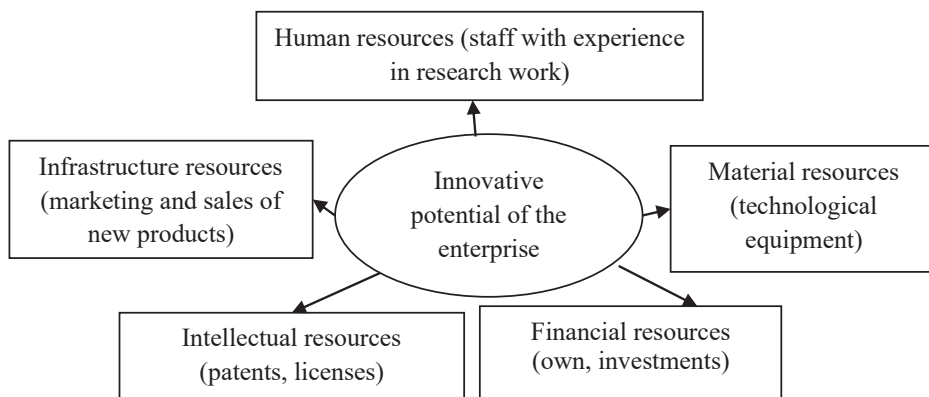 Human resources (staff with experience
in research work)
Infrastructure resources
(marketing and sales of
new products)
Innovative
potential of the
enterprise
Material resources
(technological
equipment)
Intellectual resources
(patents, licenses)
Financial resources
(own, investments)